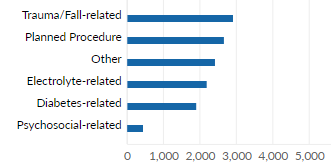 Trauma/Fall-related
Planned Procedure
Other
Electrolyte-related
Diabetes-related
Psychosocial-related
0 1,000 2,000 3,000 4,000 5,000